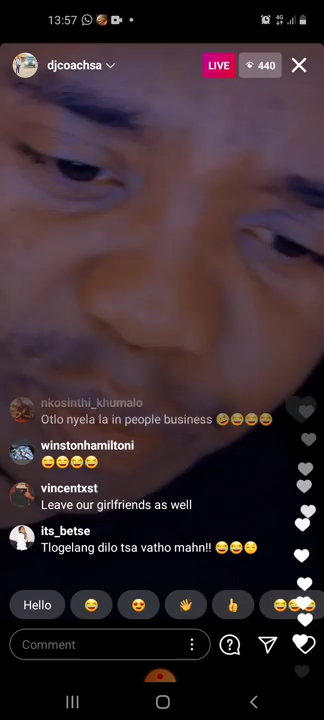 13:57
4G
djcoachsa
LIVE
440
nkosinthi_khumalo
Otlo nyela la in people business 🤣😂😂😂
winstonhamiltoni
😂😂😂😂
vincentxst
Leave our girlfriends as well
its_betse
Tlogelang dilo tsa vatho mahn!! 😂😂😏
Hello
Comment